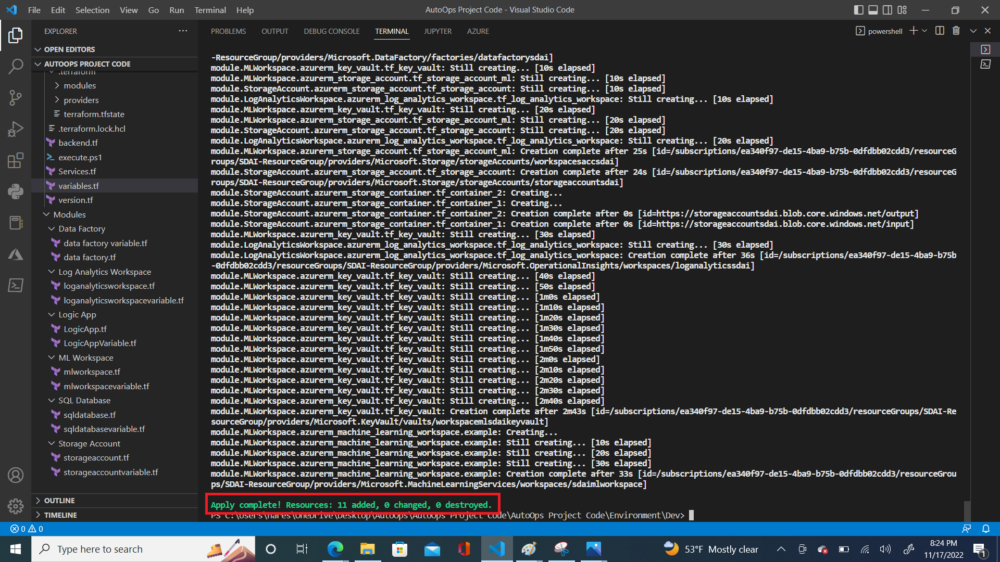 File Edit Selection View Go Run Terminal Help
AutoOps Project Code - Visual Studio Code
EXPLORER
OPEN EDITORS
AUTOOPS PROJECT CODE
.terraform
modules
providers
terraform.tfstate
.terraform.lock.hcl
backend.tf
execute.ps1
Services.tf
variables.tf
version.tf
Modules
Data Factory
data factory variable.tf
data factory.tf
Log Analytics Workspace
loganalyticsworkspace.tf
loganalyticsworkspacevariable.tf
Logic App
LogicApp.tf
LogicAppVariable.tf
ML Workspace
mlworkspace.tf
mlworkspacevariable.tf
SQL Database
sqldatabase.tf
sqldatabasevariable.tf
Storage Account
storageaccount.tf
storageaccountvariable.tf
OUTLINE
TIMELINE
PROBLEMS OUTPUT DEBUG CONSOLE TERMINAL JUPYTER AZURE
powershell
-ResourceGroup/providers/Microsoft.DataFactory/factories/datafactorysdai]
module.MLWorkspace.azurerm_key_vault.tf_key_vault: Still creating... [10s elapsed]
module.MLWorkspace.azurerm_storage_account.tf_storage_account_ml: Still creating... [10s elapsed]
module.StorageAccount.azurerm_storage_account.tf_storage_account: Still creating... [10s elapsed]
module.LogAnalyticsWorkspace.azurerm_log_analytics_workspace.tf_log_analytics_workspace: Still creating... [10s elapsed]
module.MLWorkspace.azurerm_key_vault.tf_key_vault: Still creating... [20s elapsed]
module.MLWorkspace.azurerm_storage_account.tf_storage_account_ml: Still creating... [20s elapsed]
module.StorageAccount.azurerm_storage_account.tf_storage_account: Still creating... [20s elapsed]
module.LogAnalyticsWorkspace.azurerm_log_analytics_workspace.tf_log_analytics_workspace: Still creating... [20s elapsed]
module.MLWorkspace.azurerm_storage_account.tf_storage_account_ml: Creation complete after 25s [id=/subscriptions/ea340f97-de15-4ba9-b75b-0dfdbb02cdd3/resourceG
roups/SDAI-ResourceGroup/providers/Microsoft.Storage/storageAccounts/workspacesaccsdai]
module.StorageAccount.azurerm_storage_account.tf_storage_account: Creation complete after 24s [id=/subscriptions/ea340f97-de15-4ba9-b75b-0dfdbb02cdd3/resourceG
roups/SDAI-ResourceGroup/providers/Microsoft.Storage/storageAccounts/storageaccountsdai]
module.StorageAccount.azurerm_storage_container.tf_container_2: Creating...
module.StorageAccount.azurerm_storage_container.tf_container_1: Creating...
module.StorageAccount.azurerm_storage_container.tf_container_2: Creation complete after 0s [id=https://storageaccountsdai.blob.core.windows.net/output]
module.StorageAccount.azurerm_storage_container.tf_container_1: Creation complete after 0s [id=https://storageaccountsdai.blob.core.windows.net/input]
module.MLWorkspace.azurerm_key_vault.tf_key_vault: Still creating... [30s elapsed]
module.LogAnalyticsWorkspace.azurerm_log_analytics_workspace.tf_log_analytics_workspace: Still creating... [30s elapsed]
module.LogAnalyticsWorkspace.azurerm_log_analytics_workspace.tf_log_analytics_workspace: Creation complete after 36s [id=/subscriptions/ea340f97-de15-4ba9-b75b
-0dfdbb02cdd3/resourceGroups/SDAI-ResourceGroup/providers/Microsoft.OperationalInsights/workspaces/loganalyticssdai]
module.MLWorkspace.azurerm_key_vault.tf_key_vault: Still creating... [40s elapsed]
module.MLWorkspace.azurerm_key_vault.tf_key_vault: Still creating... [50s elapsed]
module.MLWorkspace.azurerm_key_vault.tf_key_vault: Still creating... [1m0s elapsed]
module.MLWorkspace.azurerm_key_vault.tf_key_vault: Still creating... [1m10s elapsed]
module.MLWorkspace.azurerm_key_vault.tf_key_vault: Still creating... [1m20s elapsed]
module.MLWorkspace.azurerm_key_vault.tf_key_vault: Still creating... [1m30s elapsed]
module.MLWorkspace.azurerm_key_vault.tf_key_vault: Still creating... [1m40s elapsed]
module.MLWorkspace.azurerm_key_vault.tf_key_vault: Still creating... [1m50s elapsed]
module.MLWorkspace.azurerm_key_vault.tf_key_vault: Still creating... [2m0s elapsed]
module.MLWorkspace.azurerm_key_vault.tf_key_vault: Still creating... [2m10s elapsed]
module.MLWorkspace.azurerm_key_vault.tf_key_vault: Still creating... [2m20s elapsed]
module.MLWorkspace.azurerm_key_vault.tf_key_vault: Still creating... [2m30s elapsed]
module.MLWorkspace.azurerm_key_vault.tf_key_vault: Still creating... [2m40s elapsed]
module.MLWorkspace.azurerm_key_vault.tf_key_vault: Creation complete after 2m43s [id=/subscriptions/ea340f97-de15-4ba9-b75b-0dfdbb02cdd3/resourceGroups/SDAI-Re
sourceGroup/providers/Microsoft.KeyVault/vaults/workspacemlsdaikeyvault]
module.MLWorkspace.azurerm_machine_learning_workspace.example: Creating...
module.MLWorkspace.azurerm_machine_learning_workspace.example: Still creating... [10s elapsed]
module.MLWorkspace.azurerm_machine_learning_workspace.example: Still creating... [20s elapsed]
module.MLWorkspace.azurerm_machine_learning_workspace.example: Still creating... [30s elapsed]
module.MLWorkspace.azurerm_machine_learning_workspace.example: Creation complete after 33s [id=/subscriptions/ea340f97-de15-4ba9-b75b-0dfdbb02cdd3/resourceGrou
ps/SDAI-ResourceGroup/providers/Microsoft.MachineLearningServices/workspaces/sdaimlworkspace]
Apply complete! Resources: 11 added, 0 changed, 0 destroyed.
PS C:\Users\hares\OneDrive\Desktop\AutoOps\AutoOps Project Code\AutoOps Project Code\Environment\Dev>
0 0
Type here to search
53°F Mostly clear
8:24 PM
11/17/2022
1